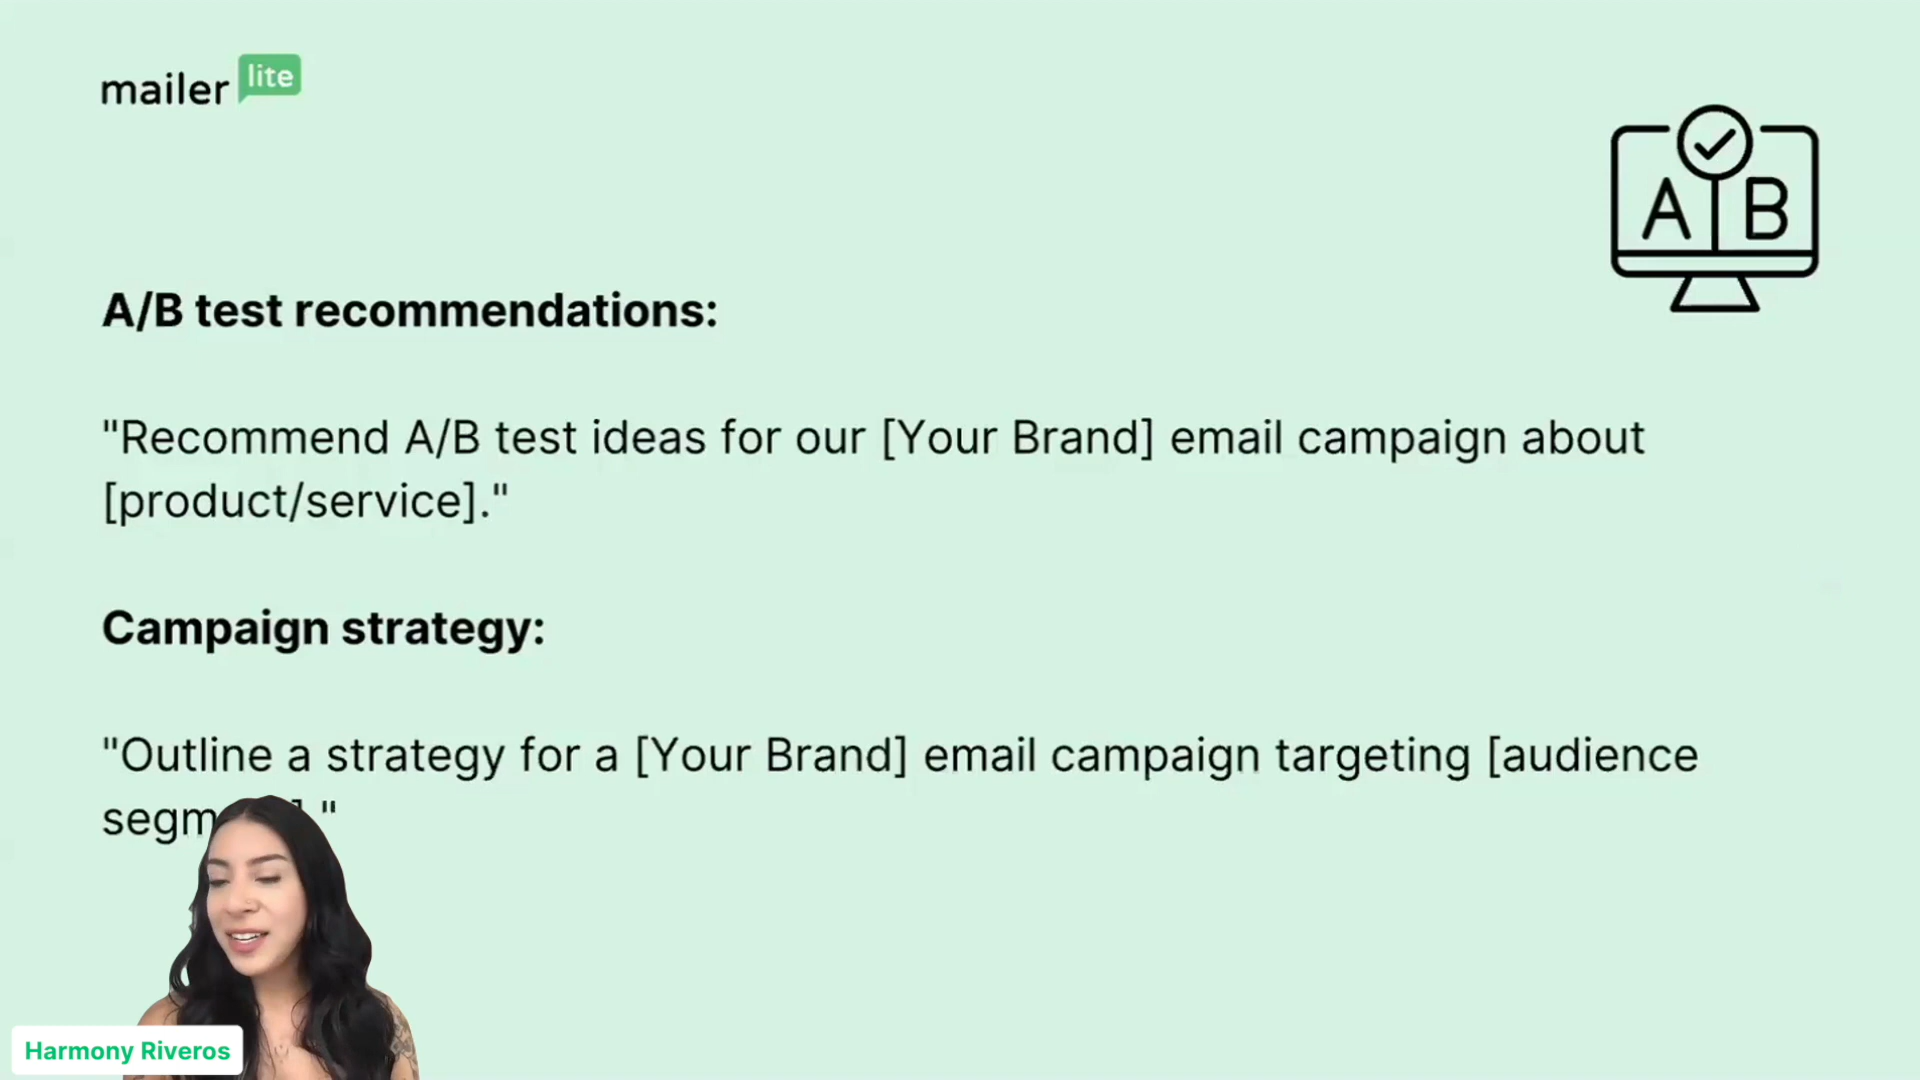 mailer lite
A B
A/B test recommendations:
"Recommend A/B test ideas for our [Your Brand] email campaign about
[product/service]."
Campaign strategy:
"Outline a strategy for a [Your Brand] email campaign targeting [audience
."
Harmony Riveros